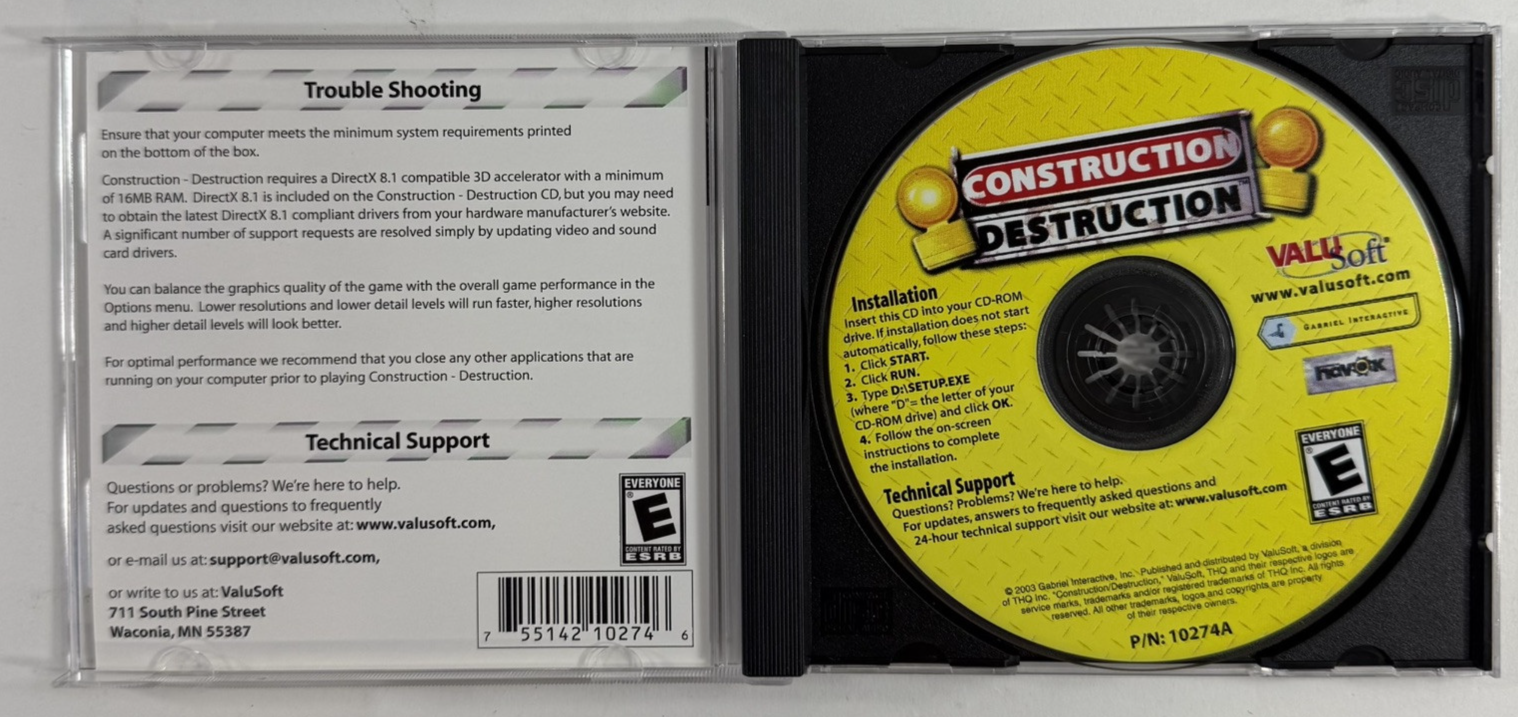 Trouble Shooting
Ensure that your computer meets the minimum system requirements printed
on the bottom of the box.
Construction - Destruction requires a DirectX 8.1 compatible 3D accelerator with a minimum
of 16MB RAM. DirectX 8.1 is included on the Construction - Destruction CD, but you may need
to obtain the latest DirectX 8.1 compliant drivers from your hardware manufacturer's website.
A significant number of support requests are resolved simply by updating video and sound
card drivers.
You can balance the graphics quality of the game with the overall game performance in the
Options menu. Lower resolutions and lower detail levels will run faster, higher resolutions
and higher detail levels will look better.
For optimal performance we recommend that you close any other applications that are
running on your computer prior to playing Construction - Destruction.
Technical Support
Questions or problems? We're here to help.
For updates and questions to frequently
asked questions visit our website at: www.valusoft.com,
or e-mail us at: support@valusoft.com,
or write to us at: ValuSoft
711 South Pine Street
Waconia, MN 55387
EVERYONE
E
®
CONTENT RATED BY
ESRB
7 55142 10274 6
CONSTRUCTION
DESTRUCTION™
VALUSoft®
www.valusoft.com
GABRIEL INTERACTIVE
havok
Installation
Insert this CD into your CD-ROM
drive. If installation does not start
automatically, follow these steps:
1. Click START.
2. Click RUN.
3. Type D:\SETUP.EXE
(where "D"= the letter of your
CD-ROM drive) and click OK.
4. Follow the on-screen
instructions to complete
the installation.
Technical Support
Questions? Problems? We're here to help.
For updates, answers to frequently asked questions and
24-hour technical support visit our website at: www.valusoft.com
EVERYONE
E
®
CONTENT RATED BY
ESRB
© 2003 Gabriel Interactive, Inc. Published and distributed by ValuSoft, a division
of THQ Inc. "Construction/Destruction," ValuSoft, THQ and their respective logos are
service marks, trademarks and/or registered trademarks of THQ Inc. All rights
reserved. All other trademarks, logos and copyrights are property
of their respective owners.
P/N: 10274A